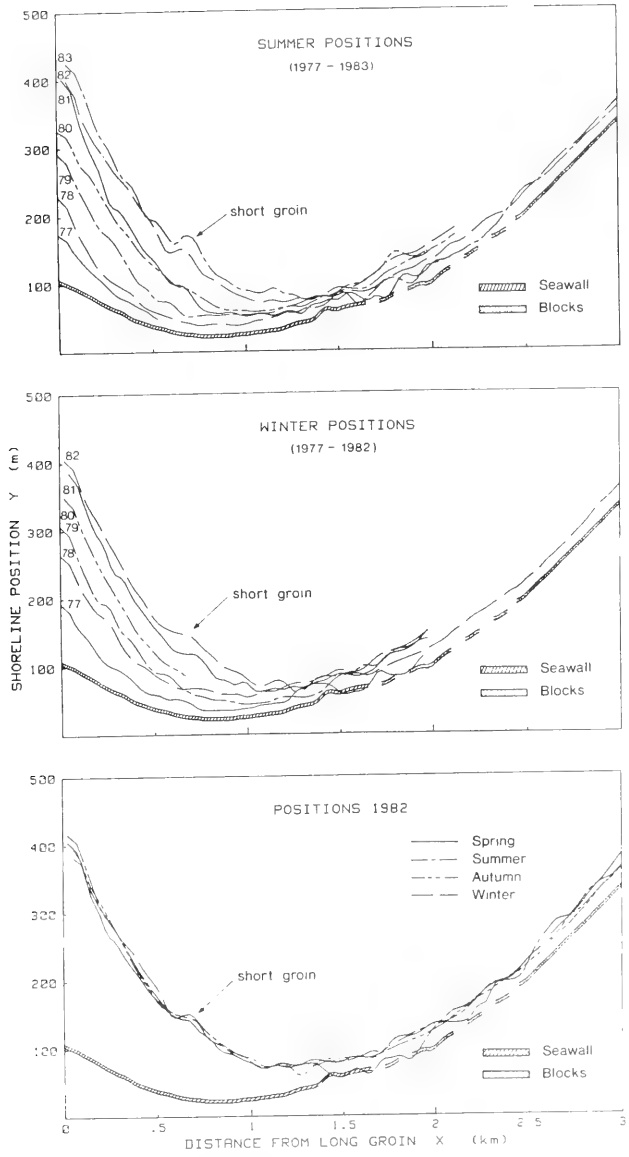 500
SUMMER POSITIONS
(1977 - 1983)
83
400
82
81
80
300
79
78
short groin
200
77
100
Seawall
Blocks
500
WINTER POSITIONS
(1977 - 1982)
82
400
81
80
300
79
78
short groin
200
77
100
Seawall
Blocks
SHORELINE POSITION Y (m)
500
POSITIONS 1982
Spring
400
Summer
Autumn
Winter
300
short groin
200
100
Seawall
Blocks
0 .5 1 1.5 2 2.5 3
DISTANCE FROM LONG GROIN X (km)